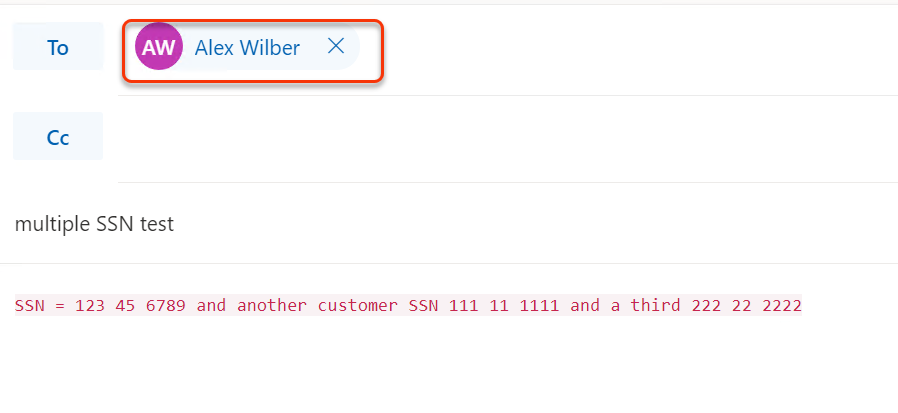 To
AW Alex Wilber
Cc
multiple SSN test
SSN = 123 45 6789 and another customer SSN 111 11 1111 and a third 222 22 2222